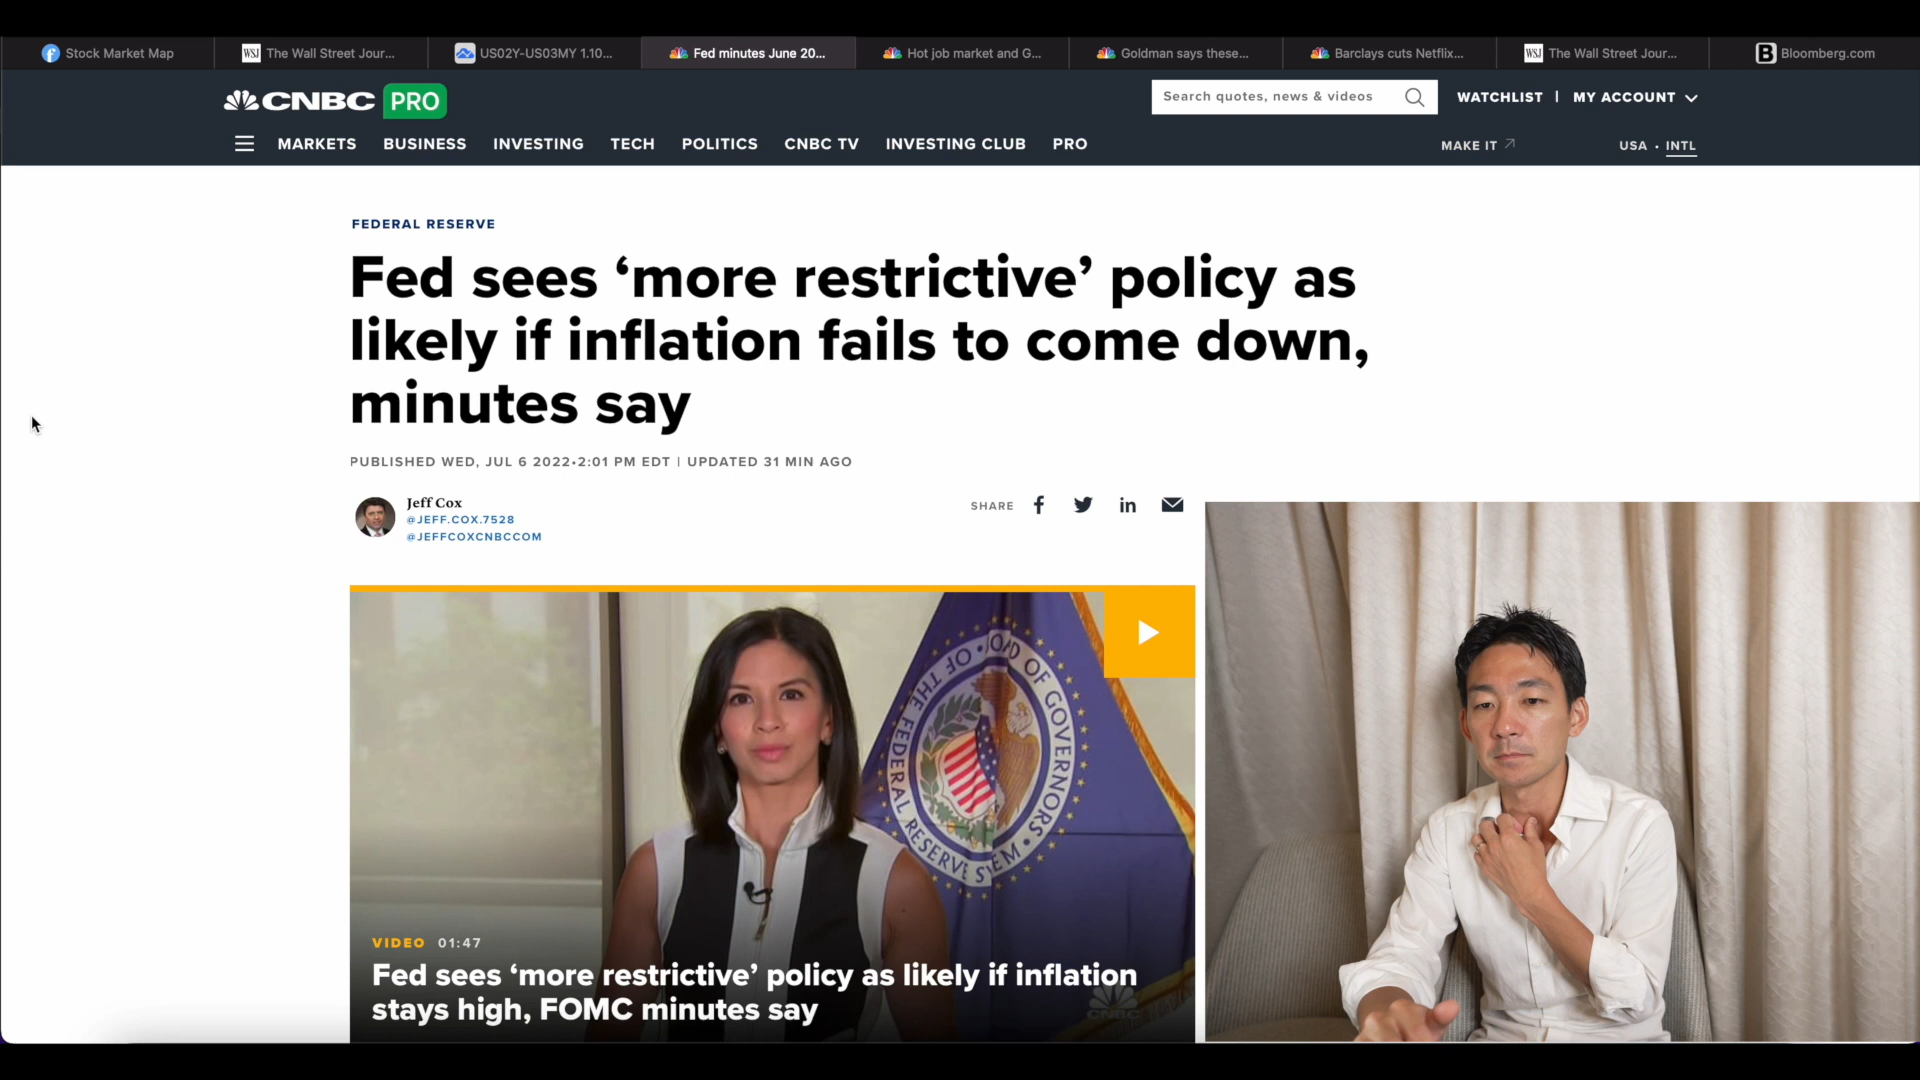 Stock Market Map
WSJ The Wall Street Jour...
US02Y-US03MY 1.10...
Fed minutes June 20...
Hot job market and G...
Goldman says these...
Barclays cuts Netflix...
WSJ The Wall Street Jour...
B Bloomberg.com
CNBC PRO
Search quotes, news & videos
WATCHLIST | MY ACCOUNT
MARKETS BUSINESS INVESTING TECH POLITICS CNBC TV INVESTING CLUB PRO
MAKE IT
USA • INTL
FEDERAL RESERVE
Fed sees ‘more restrictive’ policy as
likely if inflation fails to come down,
minutes say
PUBLISHED WED, JUL 6 2022•2:01 PM EDT | UPDATED 31 MIN AGO
Jeff Cox
@JEFF.COX.7528
@JEFFCOXCNBCCOM
SHARE
BOARD OF GOVERNORS
OF THE FEDERAL RESERVE SYSTEM
VIDEO 01:47
Fed sees ‘more restrictive’ policy as likely if inflation
stays high, FOMC minutes say
CNBC